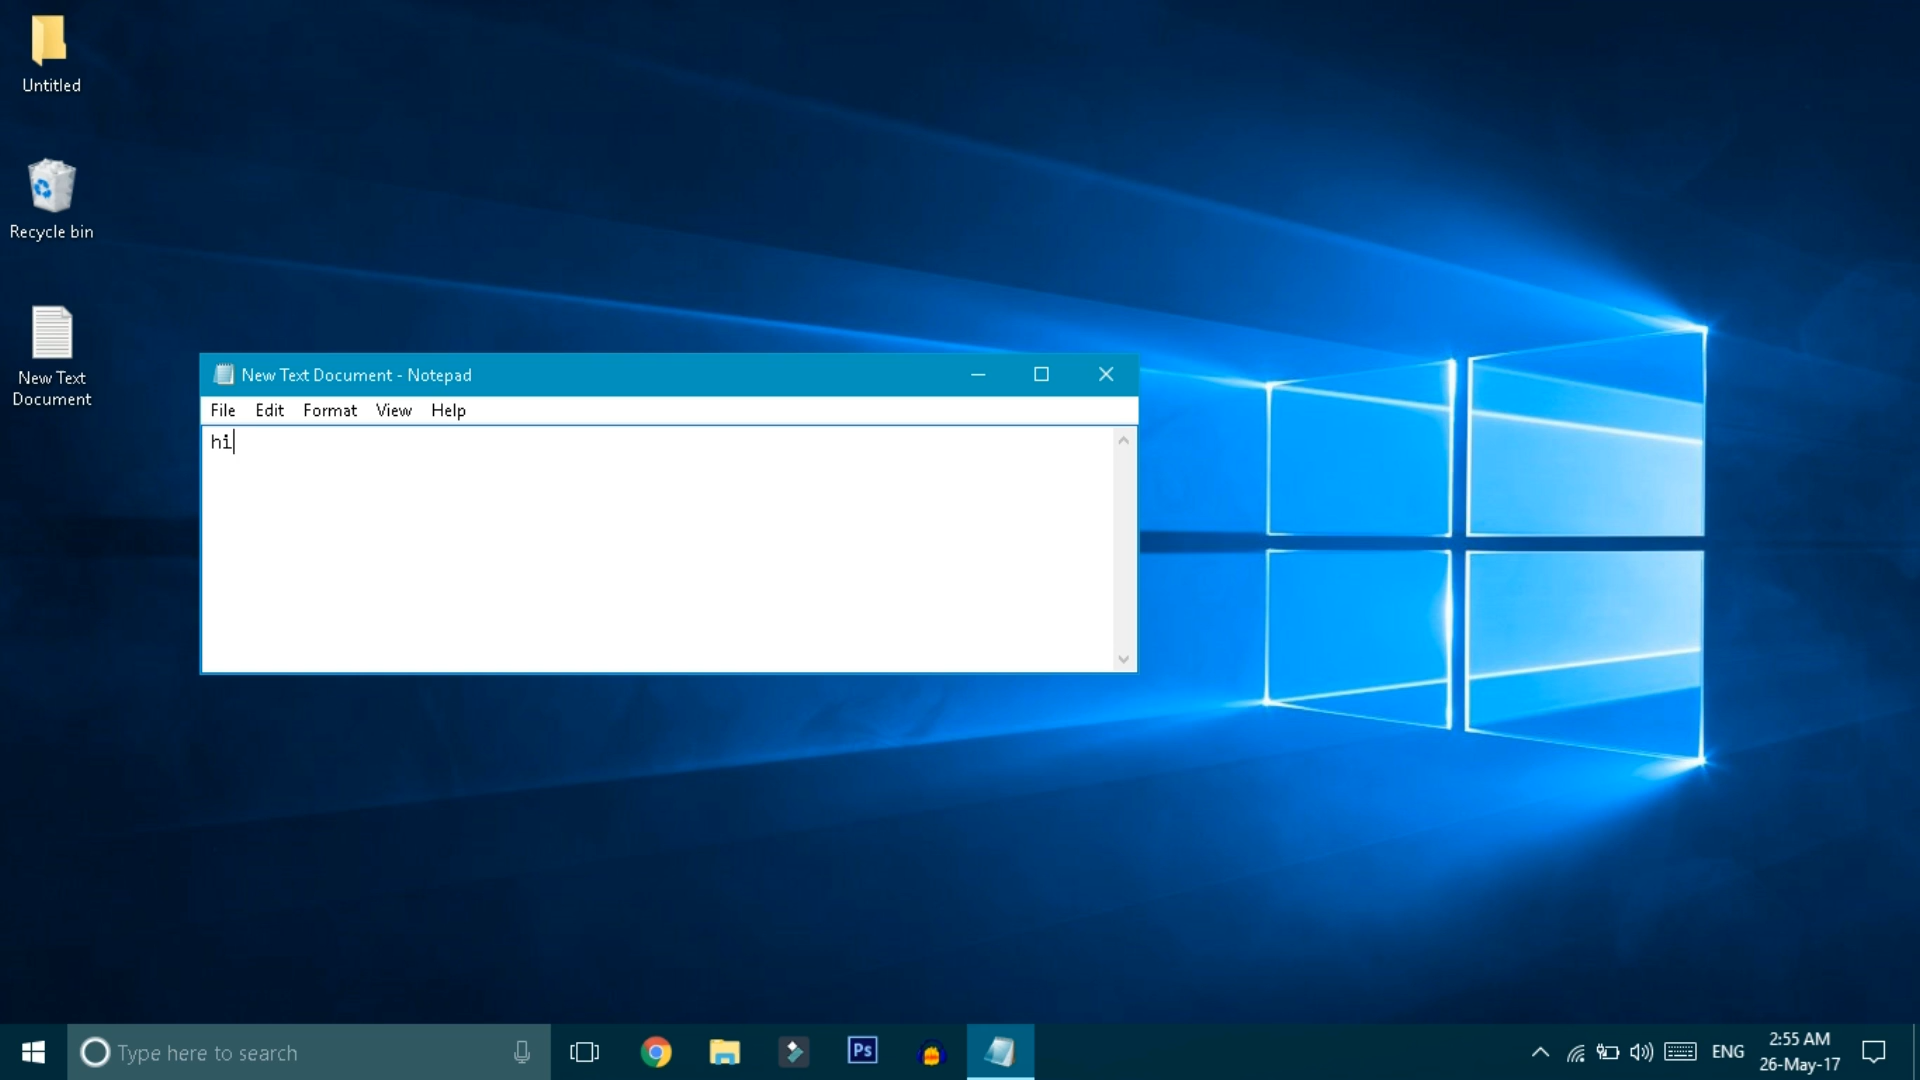 Untitled
Recycle bin
New Text
Document
New Text Document - Notepad
File Edit Format View Help
hi
Type here to search
Ps
ENG
2:55 AM
26-May-17